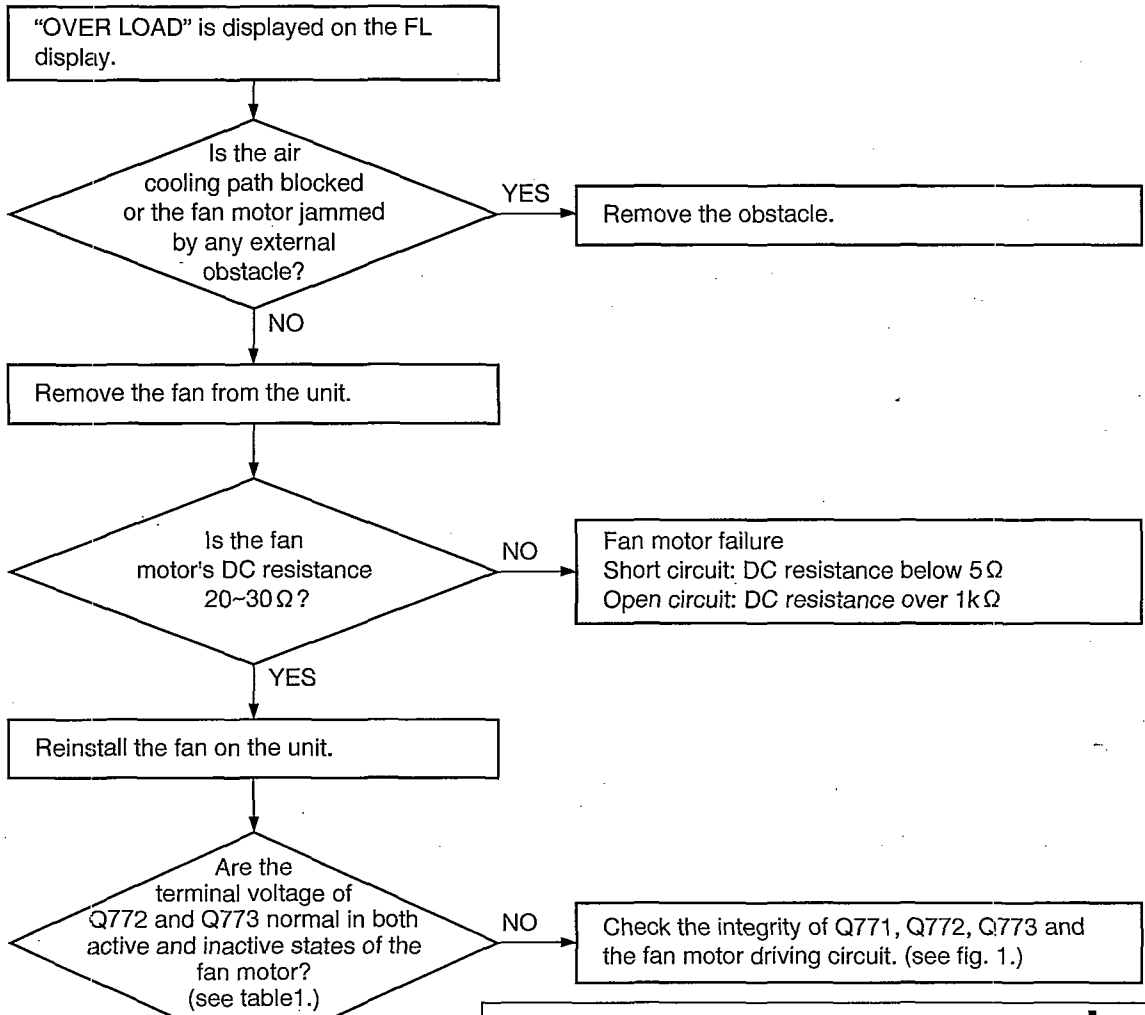 “OVER LOAD” is displayed on the FL
display.
Is the air
cooling path blocked
or the fan motor jammed
by any external
obstacle?
YES
Remove the obstacle.
NO
Remove the fan from the unit.
Is the fan
motor's DC resistance
20~30Ω?
NO
Fan motor failure
Short circuit: DC resistance below 5Ω
Open circuit: DC resistance over 1kΩ
YES
Reinstall the fan on the unit.
Are the
terminal voltage of
Q772 and Q773 normal in both
active and inactive states of the
fan motor?
(see table1.)
NO
Check the integrity of Q771, Q772, Q773 and
the fan motor driving circuit. (see fig. 1.)